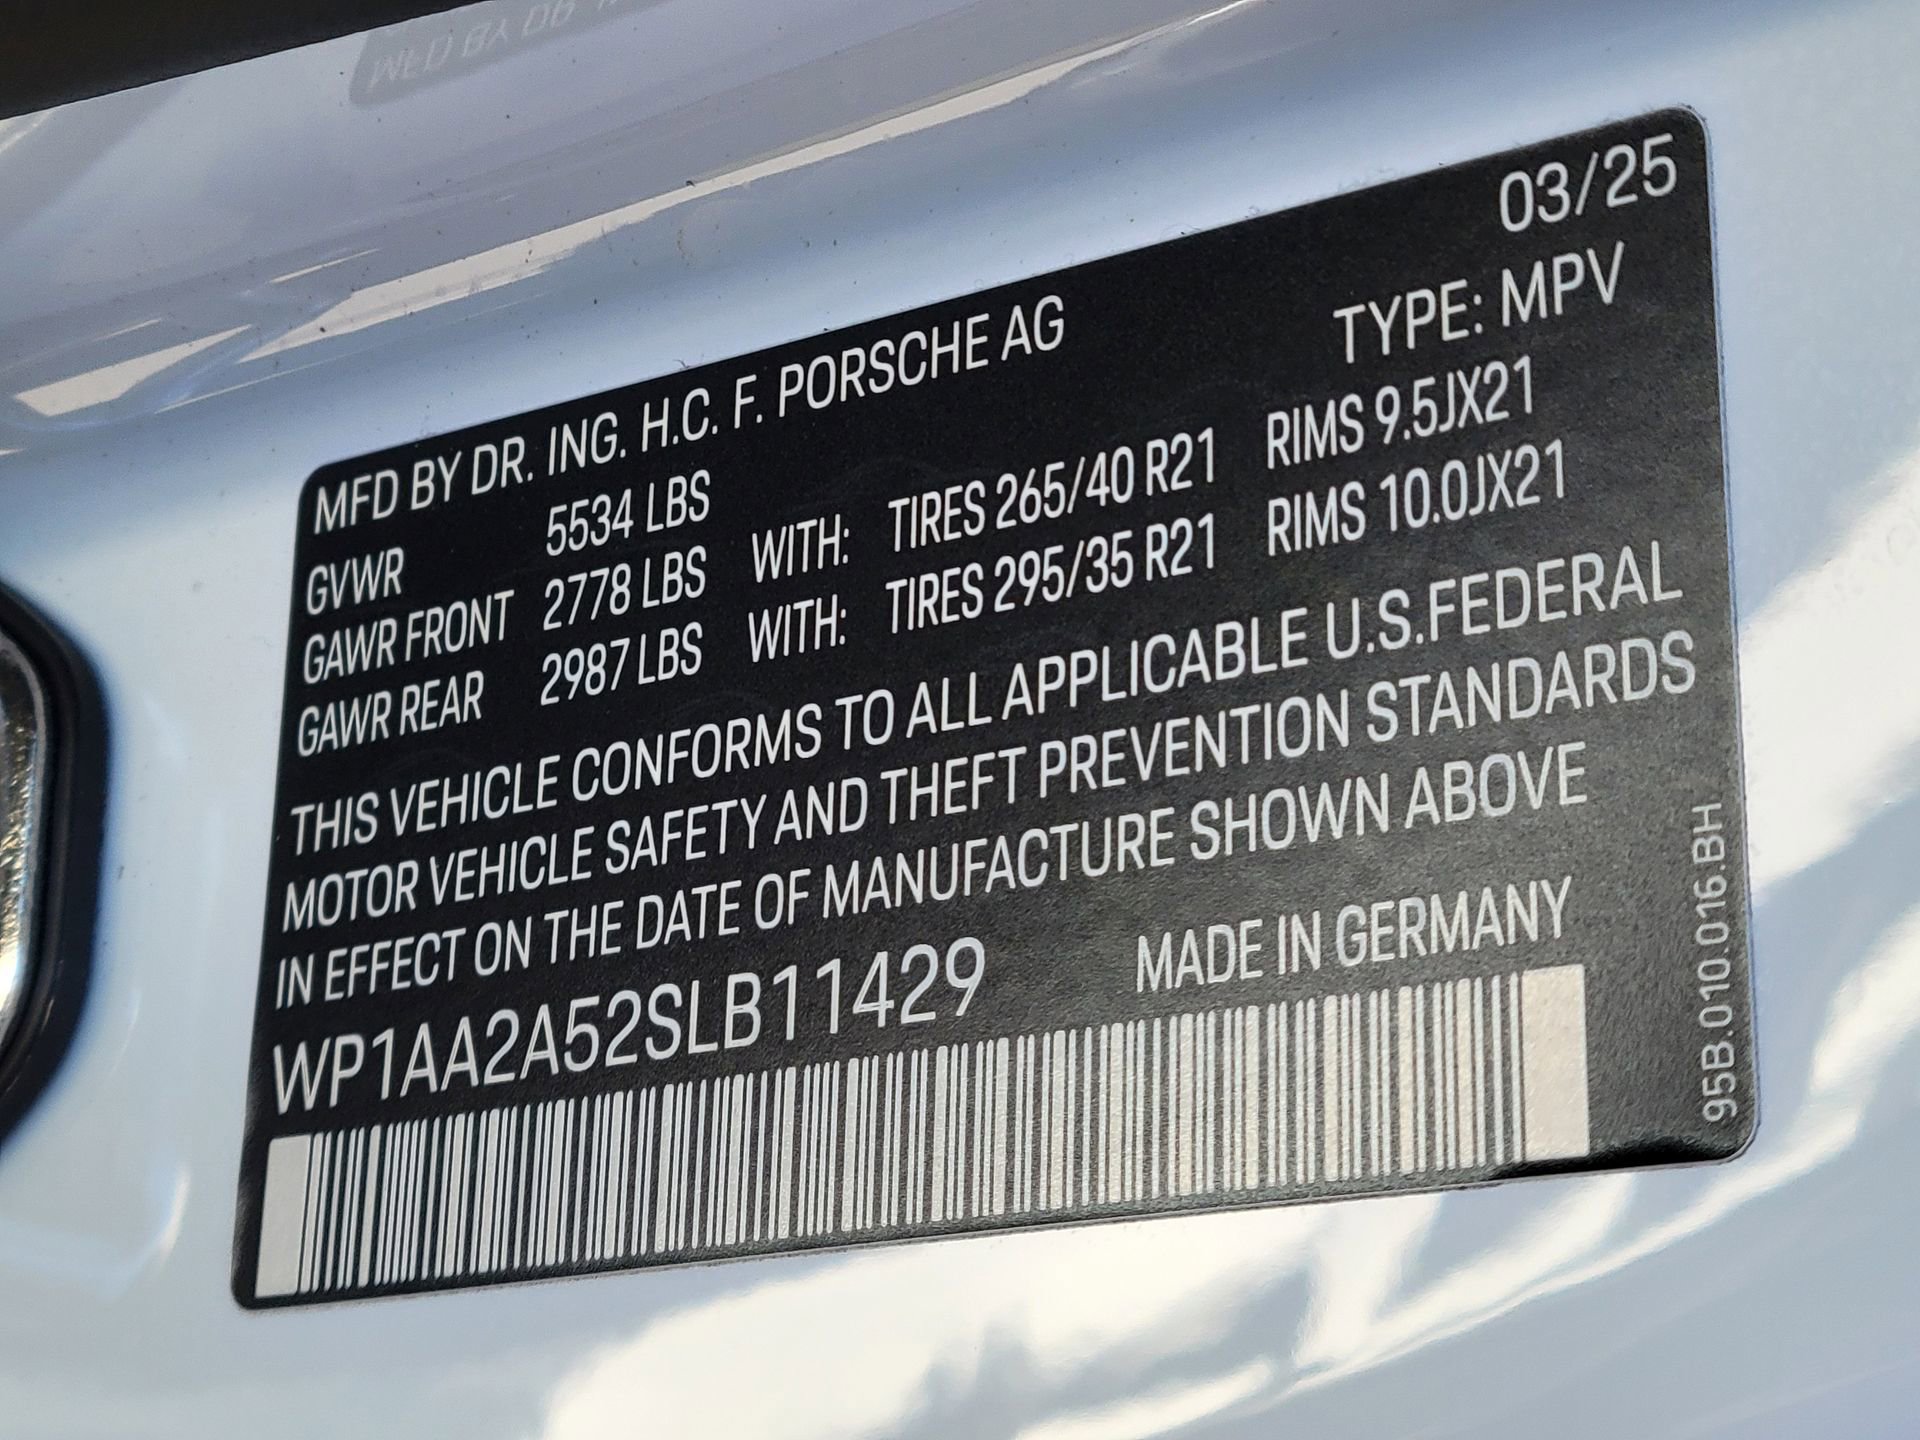 03/25
MFD BY DR. ING. H.C. F. PORSCHE AG TYPE: MPV
GVWR 5534 LBS
GAWR FRONT 2778 LBS WITH: TIRES 265/40 R21 RIMS 9.5JX21
GAWR REAR 2987 LBS WITH: TIRES 295/35 R21 RIMS 10.0JX21
THIS VEHICLE CONFORMS TO ALL APPLICABLE U.S.FEDERAL
MOTOR VEHICLE SAFETY AND THEFT PREVENTION STANDARDS
IN EFFECT ON THE DATE OF MANUFACTURE SHOWN ABOVE
WP1AA2A52SLB11429 MADE IN GERMANY
95B.010.016.BH